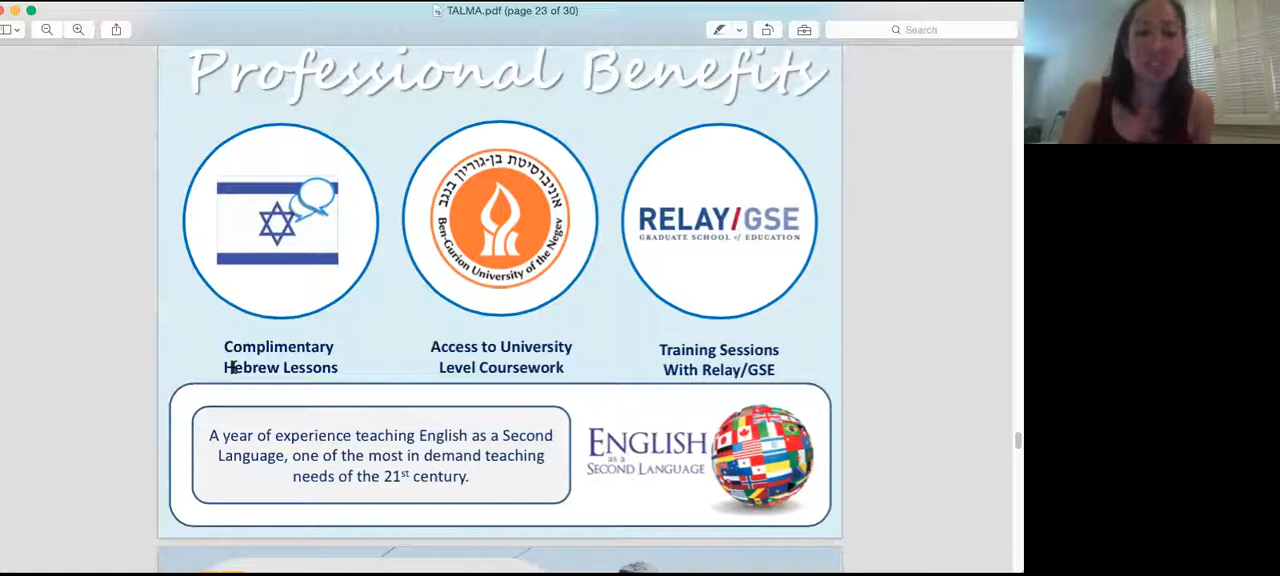 TALMA.pdf (page 23 of 30)
Search
Professional Benefits
אוניברסיטת בן-גוריון בנגב
Ben-Gurion University of the Negev
RELAY/GSE
GRADUATE SCHOOL of EDUCATION
Complimentary
Hebrew Lessons
Access to University
Level Coursework
Training Sessions
With Relay/GSE
A year of experience teaching English as a Second
Language, one of the most in demand teaching
needs of the 21st century.
ENGLISH
as a
SECOND LANGUAGE